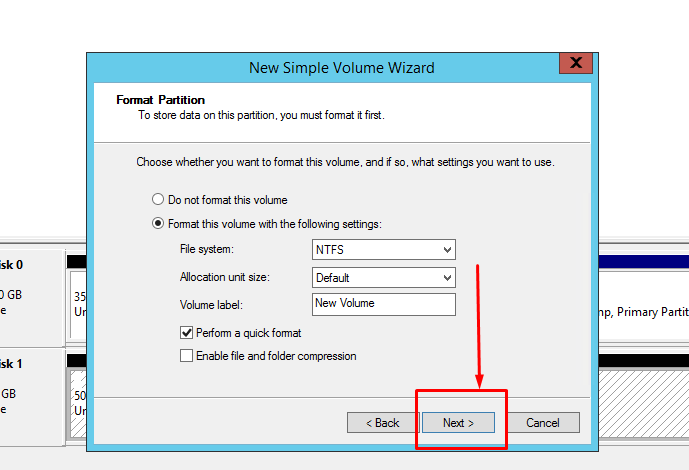 New Simple Volume Wizard
X
Format Partition
To store data on this partition, you must format it first.
Choose whether you want to format this volume, and if so, what settings you want to use.
Do not format this volume
Format this volume with the following settings:
File system: NTFS
Allocation unit size: Default
Volume label: New Volume
Perform a quick format
Enable file and folder compression
< Back Next > Cancel
isk 0
0 GB
e
35
Ur
np, Primary Partit
isk 1
GB
e
50
Ur